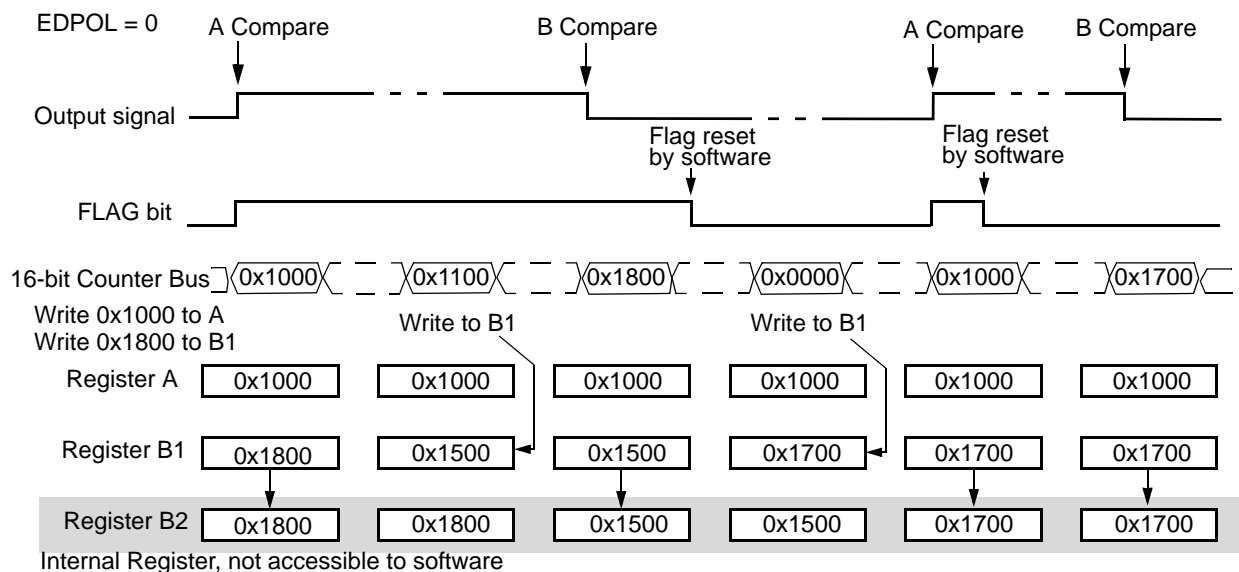 EDPOL = 0
A Compare
B Compare
A Compare
B Compare
Output signal
Flag reset
by software
Flag reset
by software
FLAG bit
16-bit Counter Bus
0x1000
0x1100
0x1800
0x0000
0x1000
0x1700
Write 0x1000 to A
Write 0x1800 to B1
Write to B1
Write to B1
Register A
0x1000
0x1000
0x1000
0x1000
0x1000
0x1000
Register B1
0x1800
0x1500
0x1500
0x1700
0x1700
0x1700
Register B2
0x1800
0x1800
0x1500
0x1500
0x1700
0x1700
Internal Register, not accessible to software